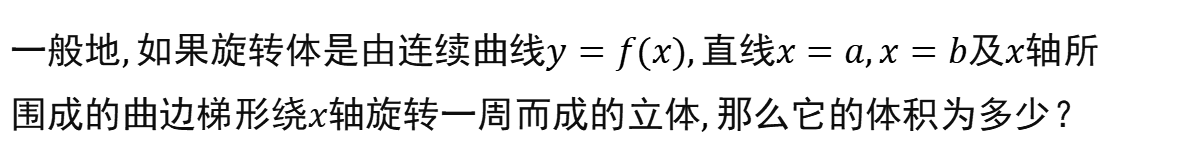 一般地,如果旋转体是由连续曲线y = f(x),直线x = a,x = b及x轴所
围成的曲边梯形绕x轴旋转一周而成的立体,那么它的体积为多少?